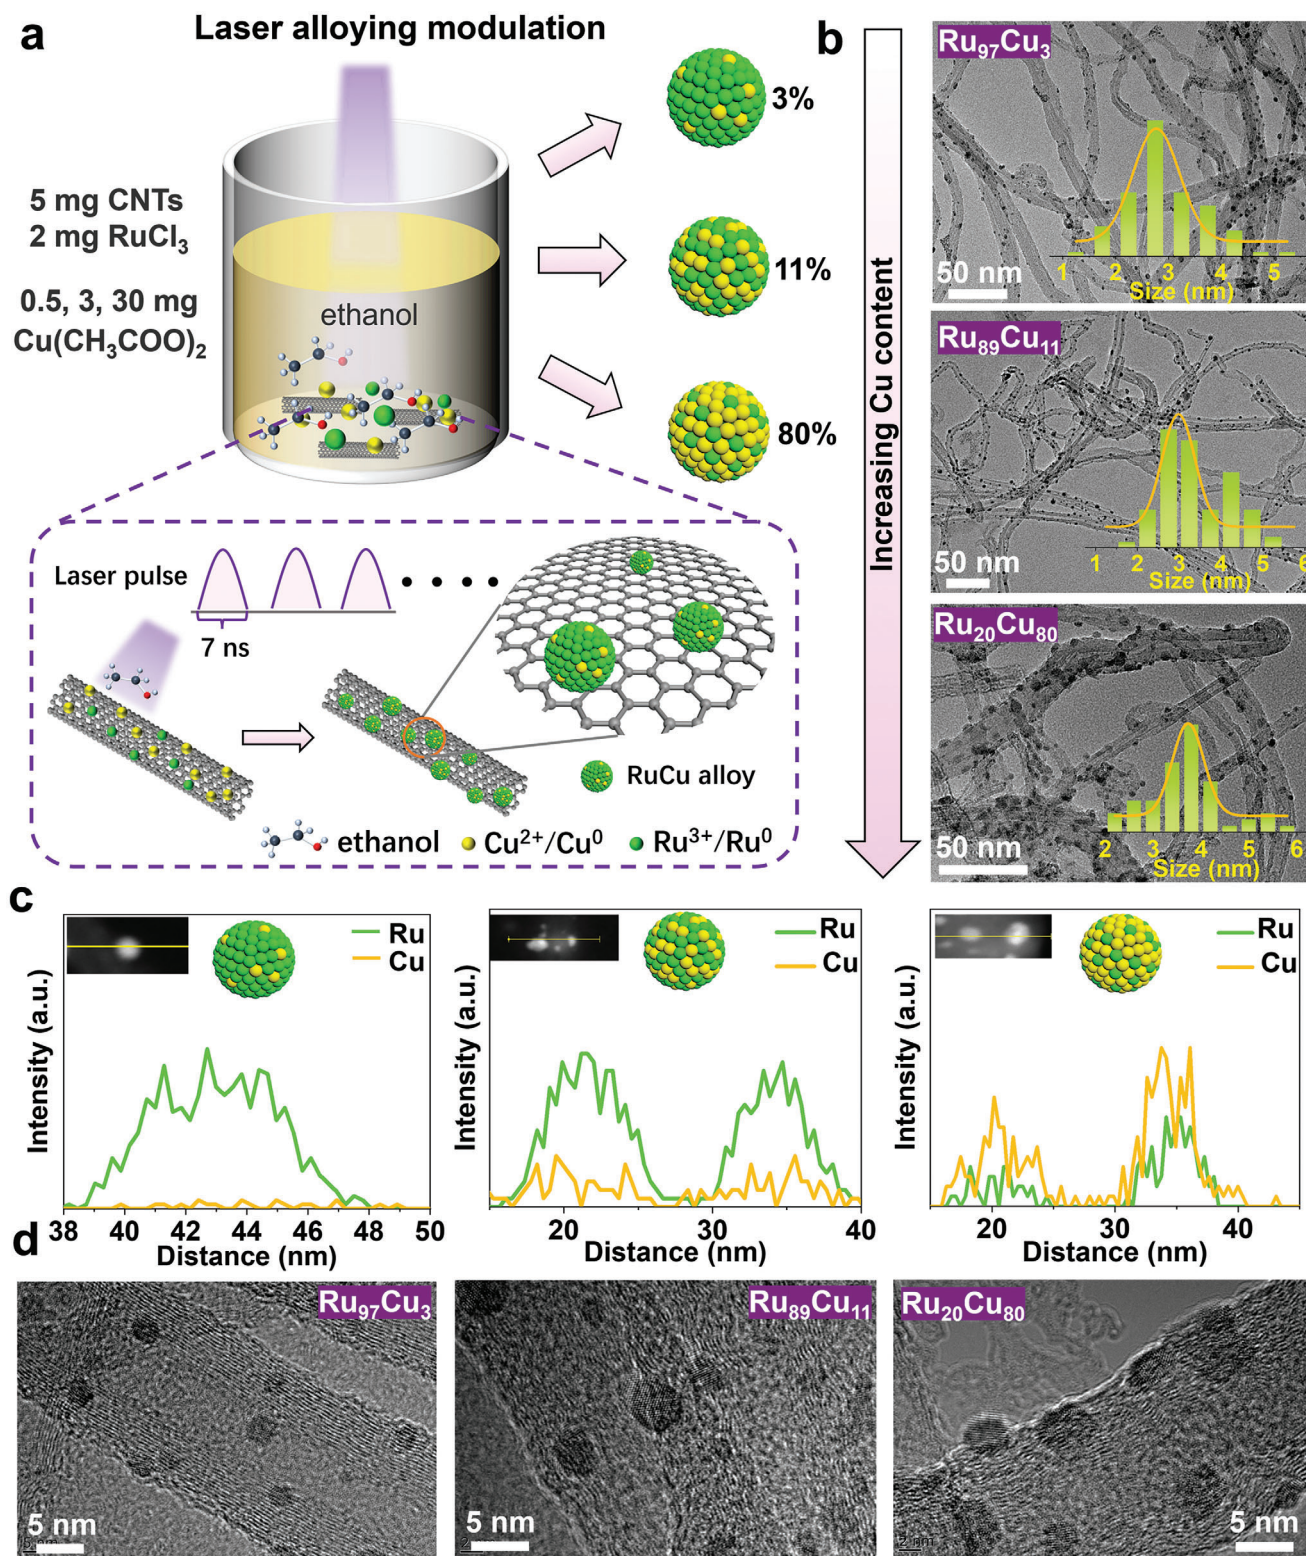 a
Laser alloying modulation
5 mg CNTs
2 mg RuCl₃
0.5, 3, 30 mg
Cu(CH₃COO)₂
ethanol
3%
11%
80%
Laser pulse
7 ns
RuCu alloy
ethanol
Cu²⁺/Cu⁰
Ru³⁺/Ru⁰
Increasing Cu content
b
Ru₉₇Cu₃
50 nm
1 2 3 4 5
Size (nm)
Ru₈₉Cu₁₁
50 nm
1 2 3 4 5 6
Size (nm)
Ru₂₀Cu₈₀
50 nm
2 3 4 5 6
Size (nm)
c
Ru
Cu
Intensity (a.u.)
38 40 42 44 46 48 50
Distance (nm)
Ru
Cu
Intensity (a.u.)
20 30 40
Distance (nm)
Ru
Cu
Intensity (a.u.)
20 30 40
Distance (nm)
d
Ru₉₇Cu₃
5 nm
Ru₈₉Cu₁₁
5 nm
Ru₂₀Cu₈₀
2 nm
5 nm